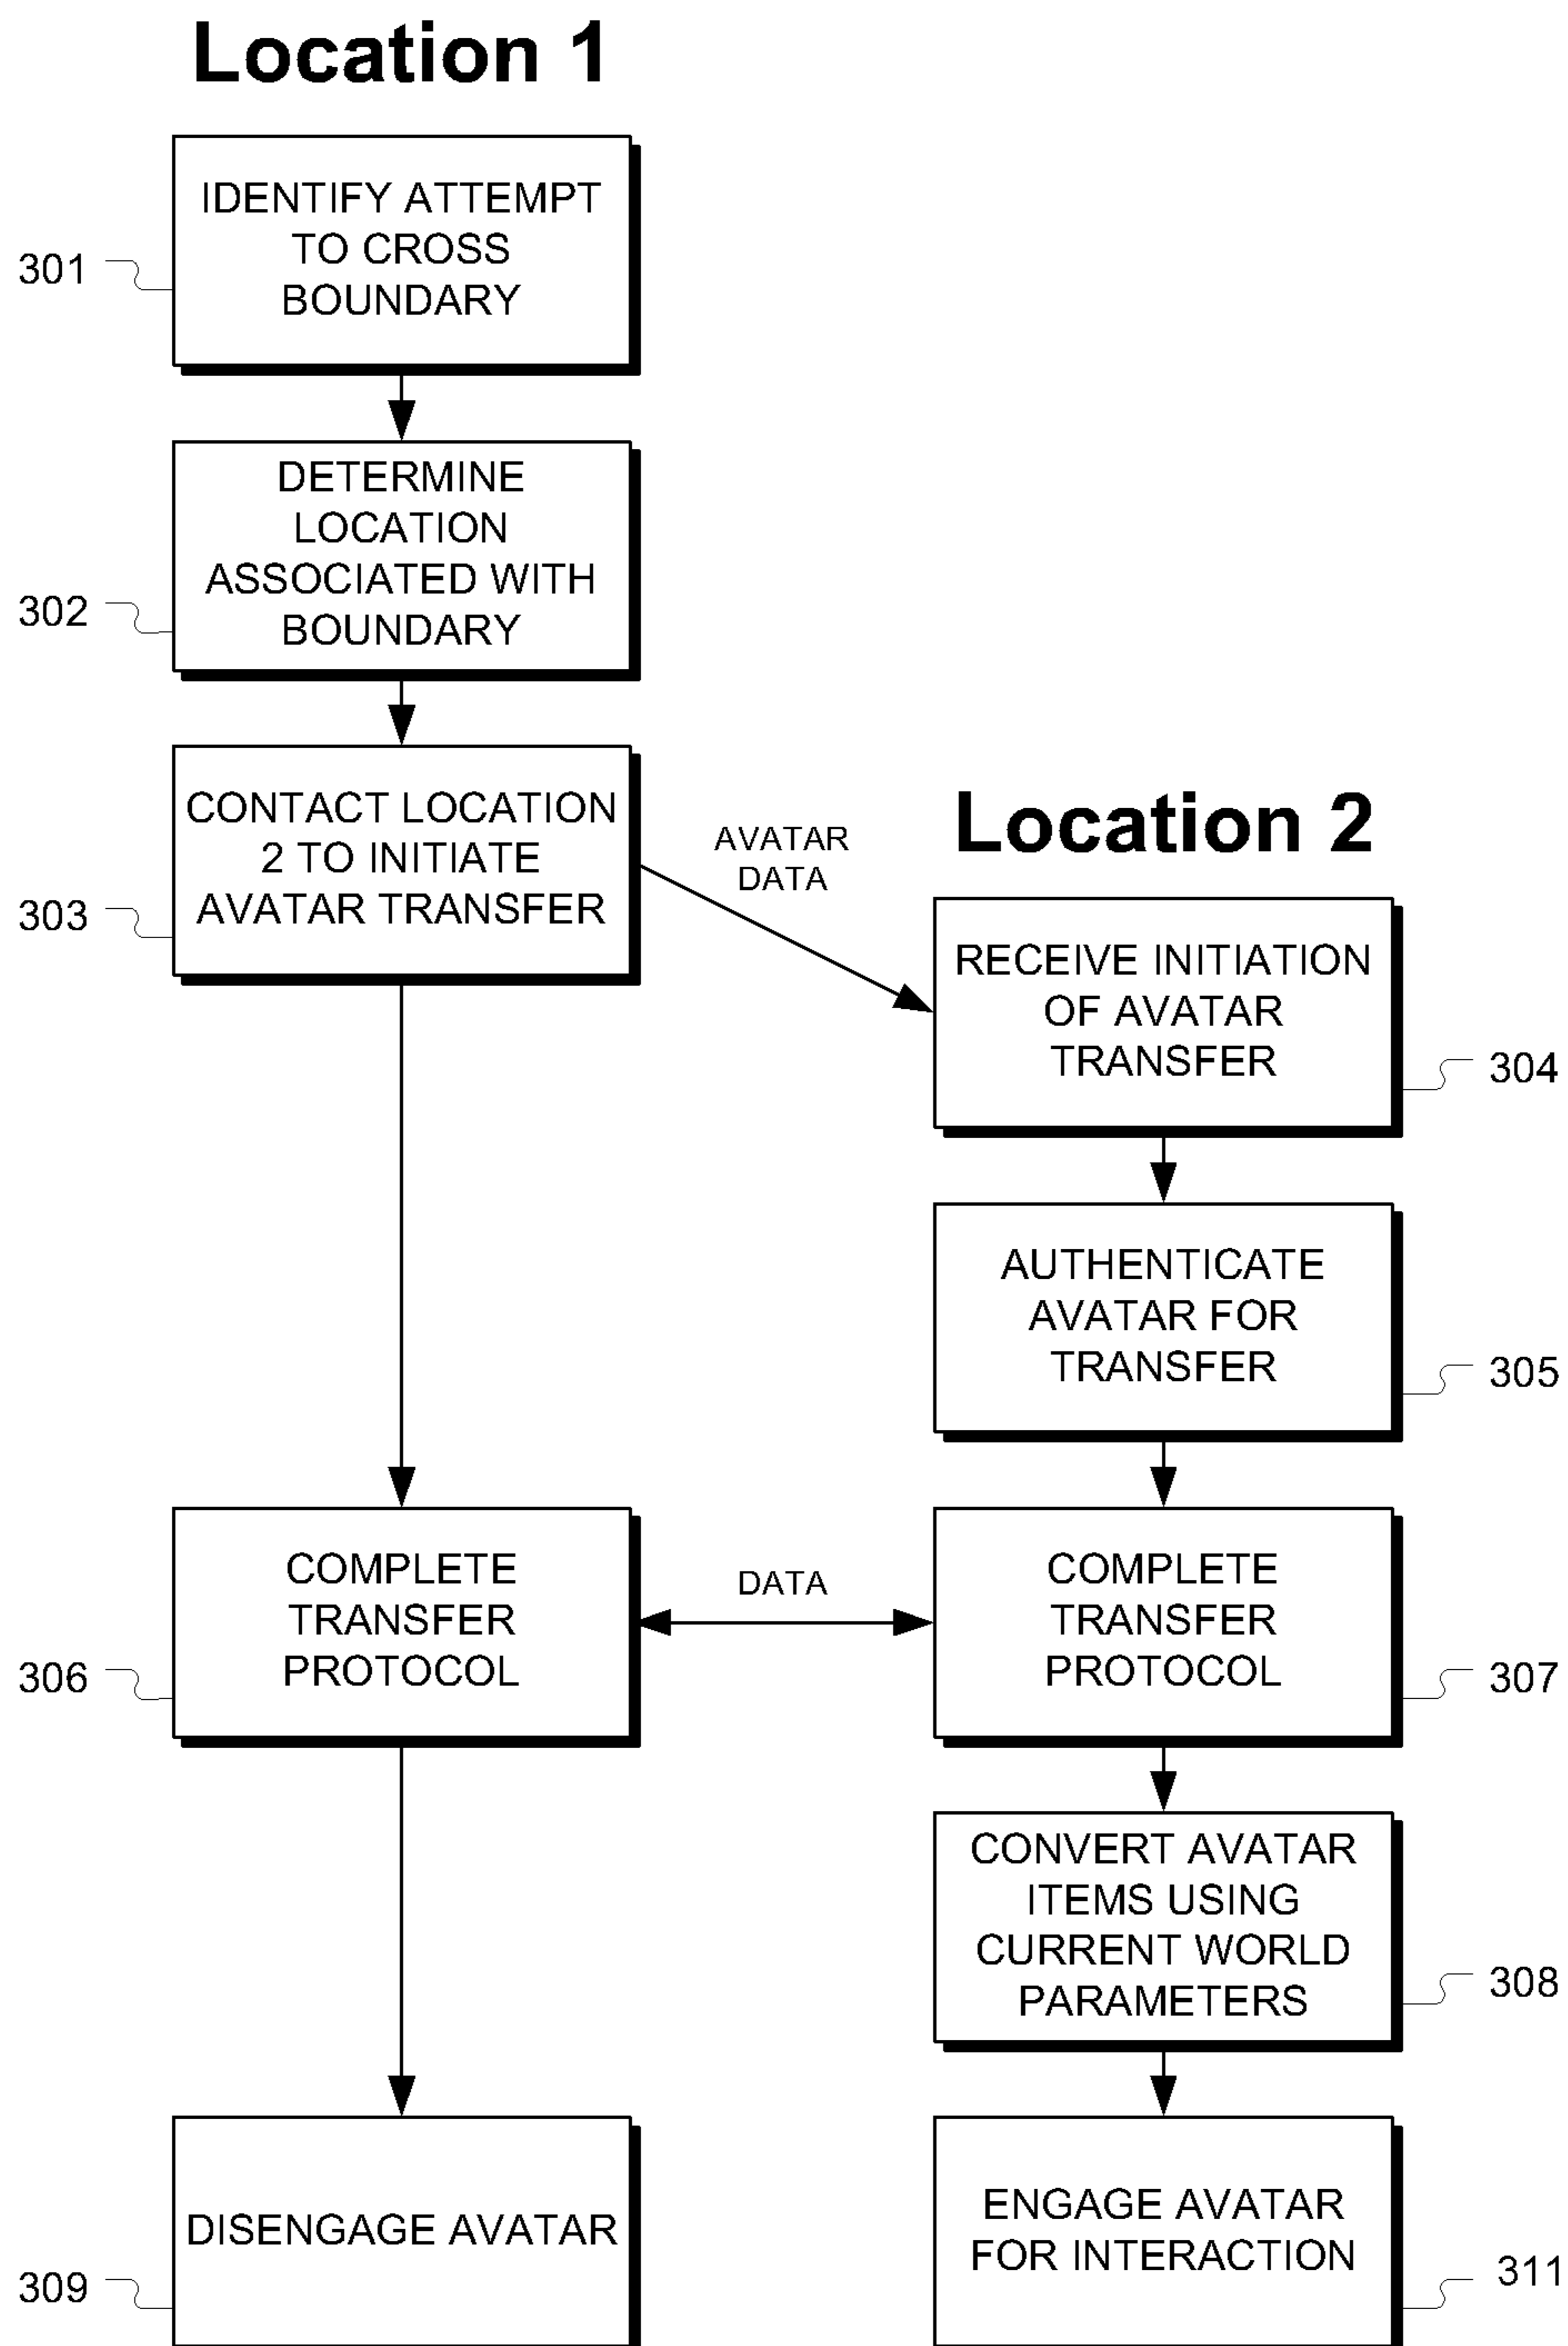 Location 1
IDENTIFY ATTEMPT
TO CROSS
BOUNDARY
301
DETERMINE
LOCATION
ASSOCIATED WITH
BOUNDARY
302
CONTACT LOCATION
2 TO INITIATE
AVATAR TRANSFER
303
AVATAR
DATA
Location 2
RECEIVE INITIATION
OF AVATAR
TRANSFER
304
AUTHENTICATE
AVATAR FOR
TRANSFER
305
COMPLETE
TRANSFER
PROTOCOL
306
DATA
COMPLETE
TRANSFER
PROTOCOL
307
CONVERT AVATAR
ITEMS USING
CURRENT WORLD
PARAMETERS
308
DISENGAGE AVATAR
309
ENGAGE AVATAR
FOR INTERACTION
311